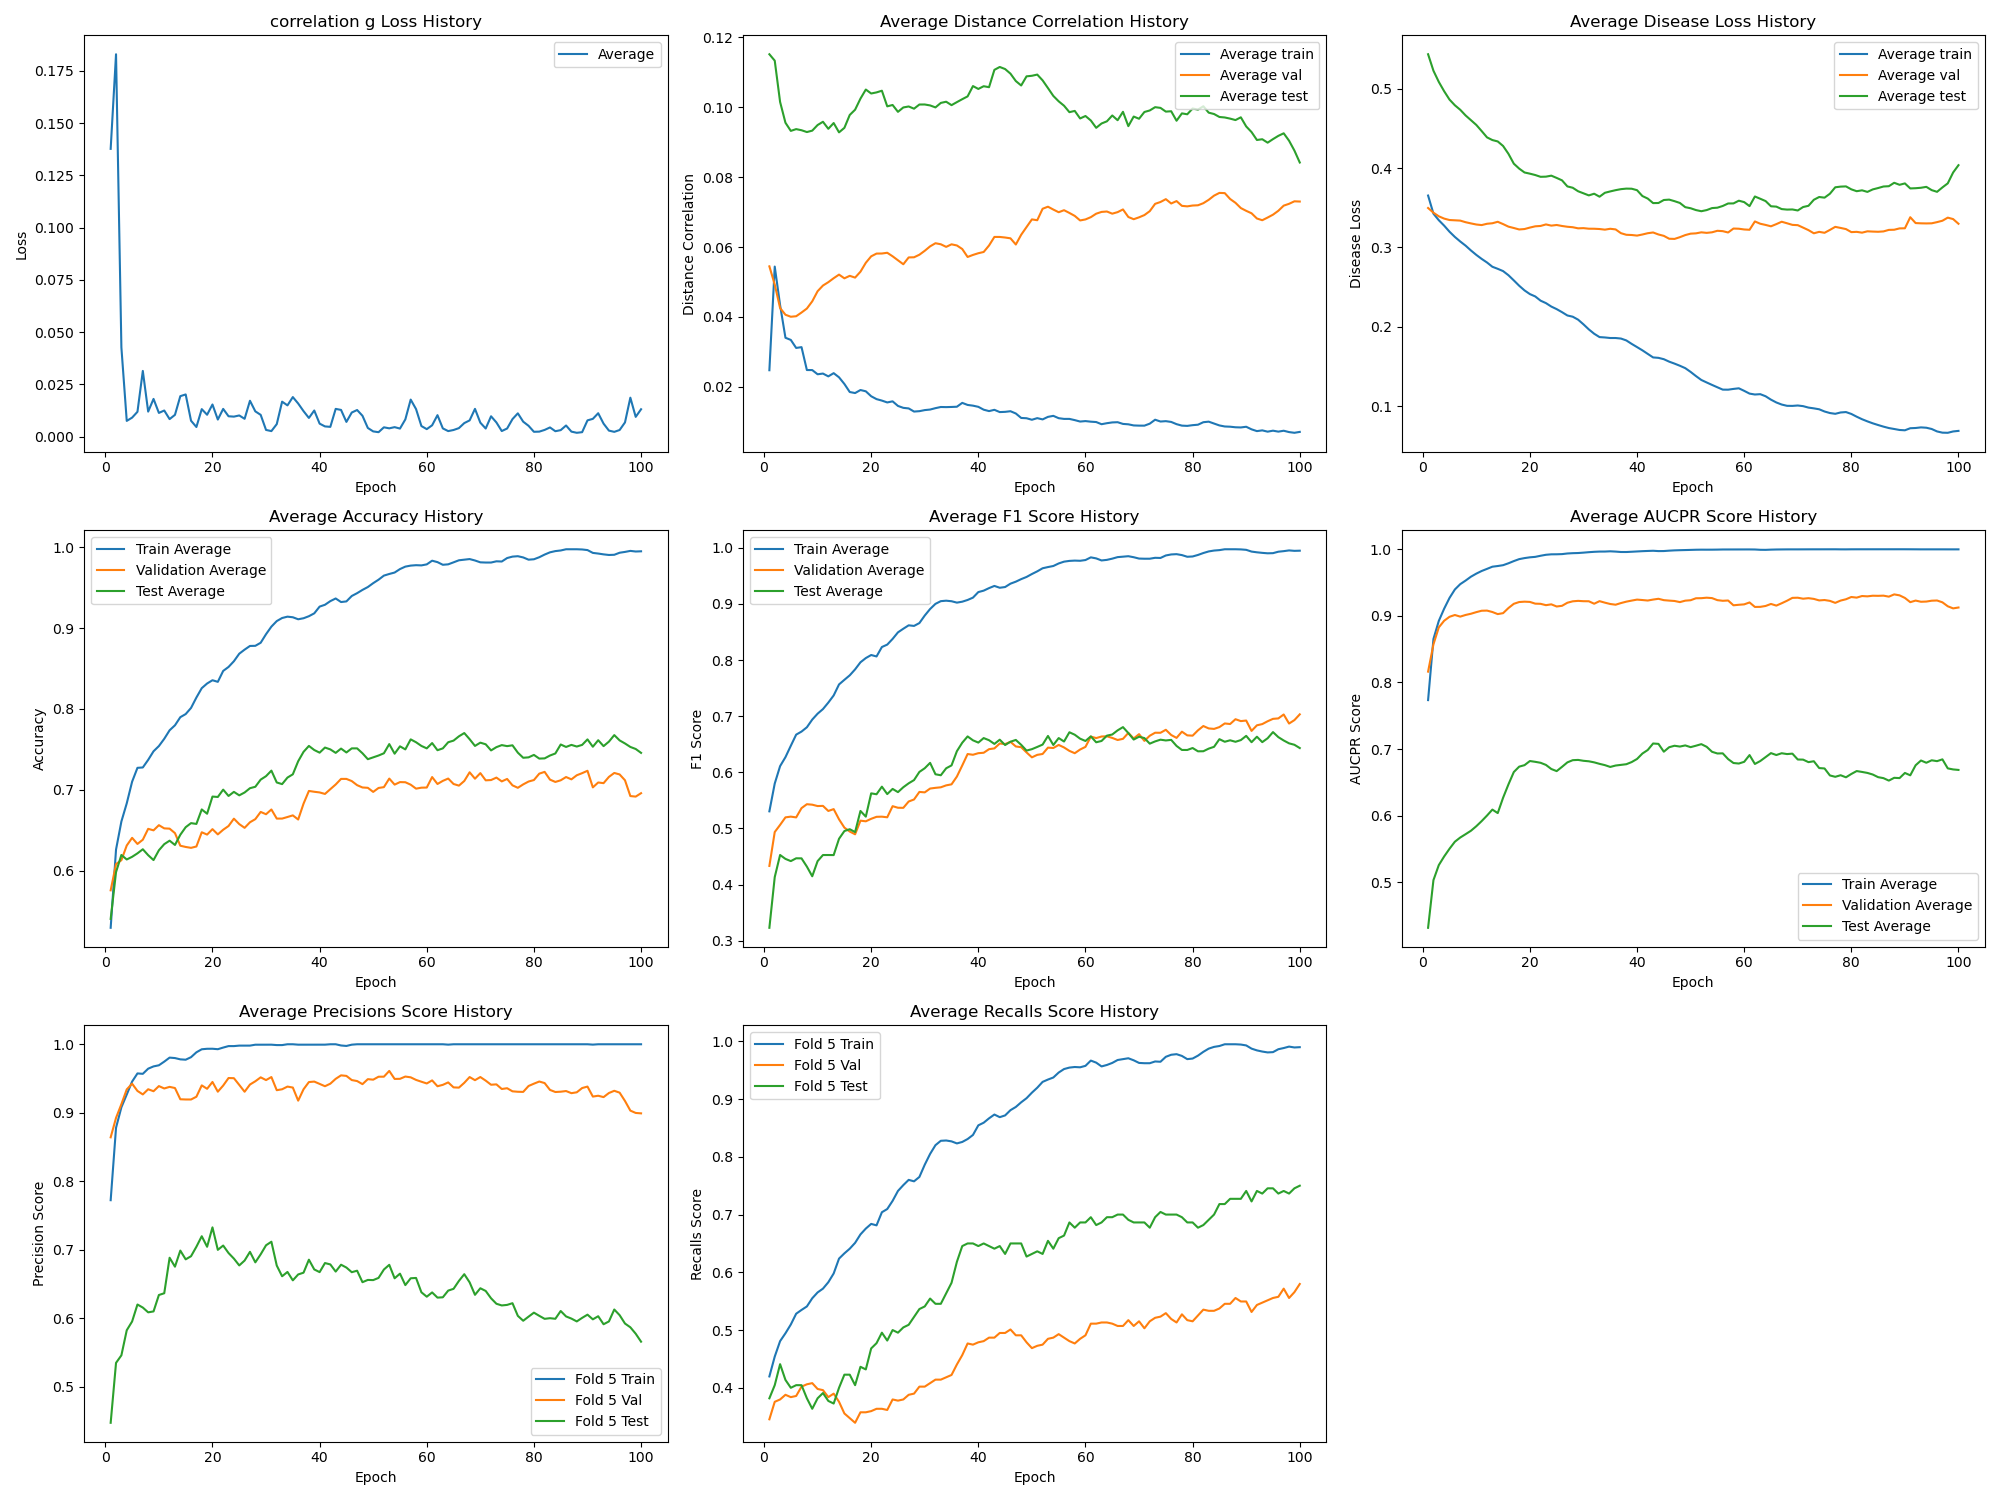 correlation g Loss History
Average
Loss
0.175
0.150
0.125
0.100
0.075
0.050
0.025
0.000
0 20 40 60 80 100
Epoch
Average Distance Correlation History
Average train
Average val
Average test
Distance Correlation
0.12
0.10
0.08
0.06
0.04
0.02
0 20 40 60 80 100
Epoch
Average Disease Loss History
Average train
Average val
Average test
Disease Loss
0.5
0.4
0.3
0.2
0.1
0 20 40 60 80 100
Epoch
Average Accuracy History
Train Average
Validation Average
Test Average
Accuracy
1.0
0.9
0.8
0.7
0.6
0 20 40 60 80 100
Epoch
Average F1 Score History
Train Average
Validation Average
Test Average
F1 Score
1.0
0.9
0.8
0.7
0.6
0.5
0.4
0.3
0 20 40 60 80 100
Epoch
Average AUCPR Score History
AUCPR Score
1.0
0.9
0.8
0.7
0.6
0.5
Train Average
Validation Average
Test Average
0 20 40 60 80 100
Epoch
Average Precisions Score History
Precision Score
1.0
0.9
0.8
0.7
0.6
0.5
Fold 5 Train
Fold 5 Val
Fold 5 Test
0 20 40 60 80 100
Epoch
Average Recalls Score History
Fold 5 Train
Fold 5 Val
Fold 5 Test
Recalls Score
1.0
0.9
0.8
0.7
0.6
0.5
0.4
0 20 40 60 80 100
Epoch